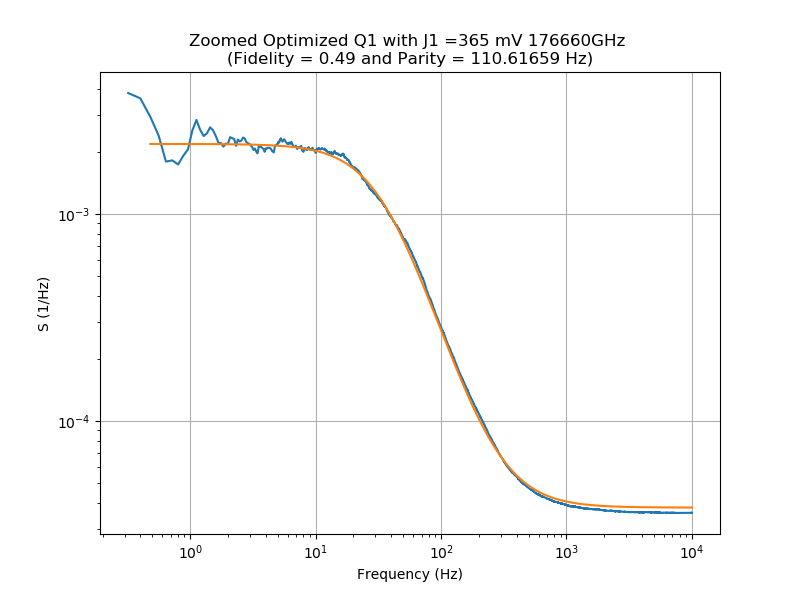 Zoomed Optimized Q1 with J1 =365 mV 176660GHz
(Fidelity = 0.49 and Parity = 110.61659 Hz)
S (1/Hz)
10⁻³
10⁻⁴
10⁰ 10¹ 10² 10³ 10⁴
Frequency (Hz)